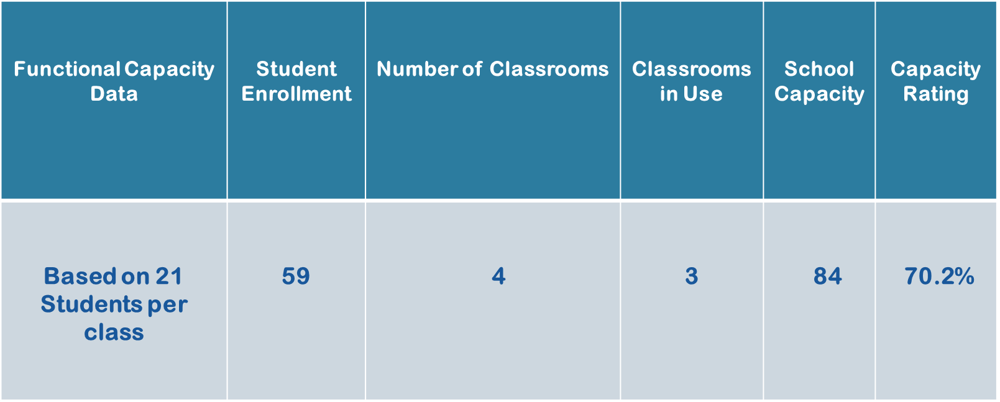 Functional Capacity
Data
Student
Enrollment
Number of Classrooms
Classrooms
in Use
School
Capacity
Capacity
Rating
Based on 21
Students per
class
59
4
3
84
70.2%